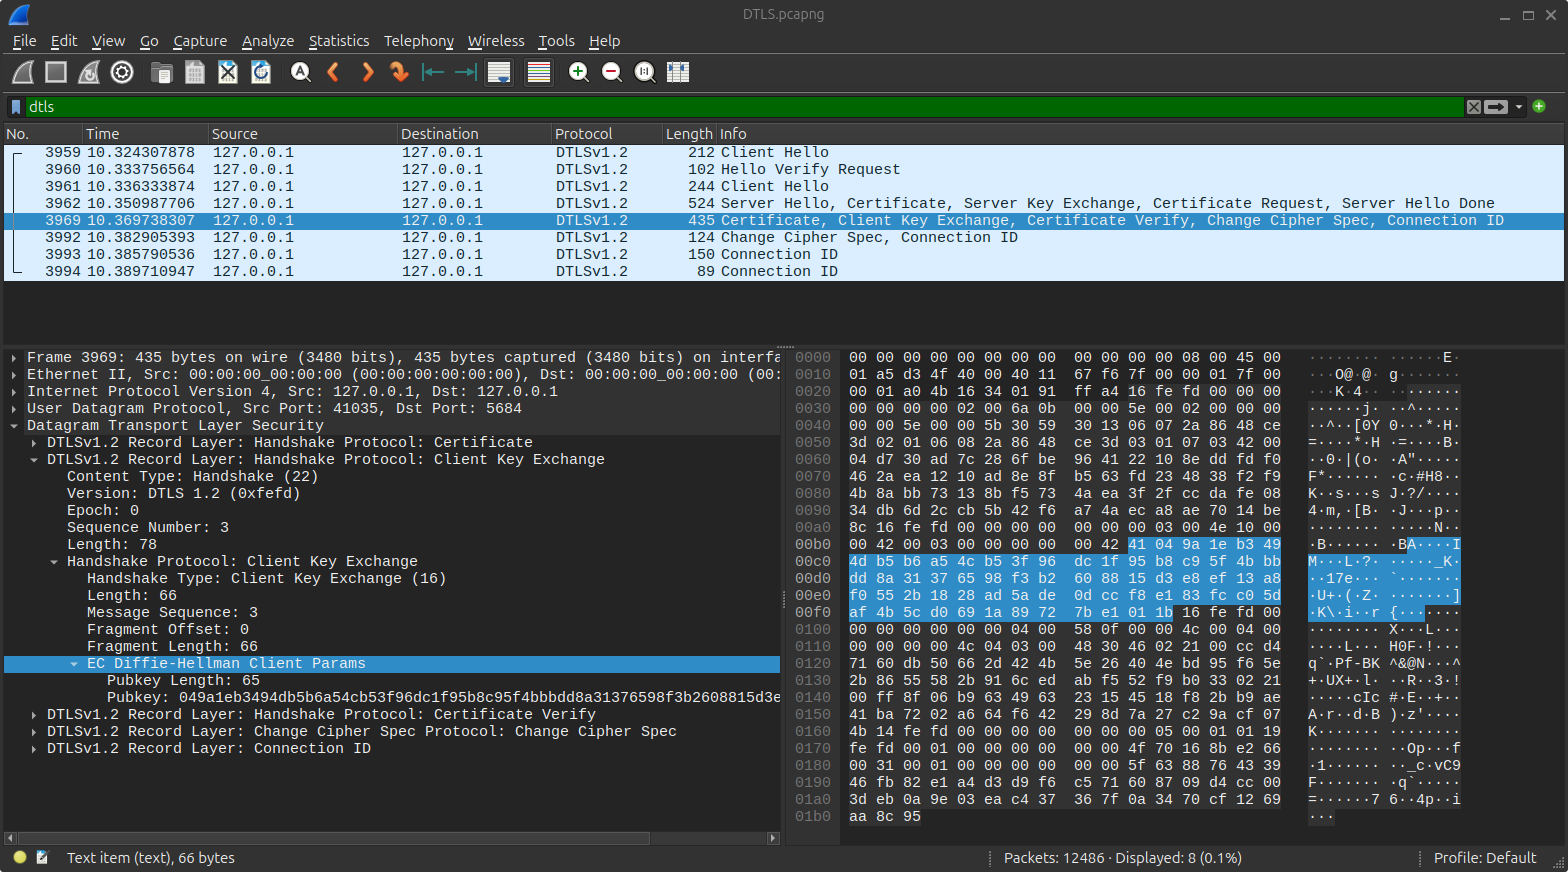 DTLS.pcapng
File Edit View Go Capture Analyze Statistics Telephony Wireless Tools Help
dtls
No. Time Source Destination Protocol Length Info
3959 10.324307878 127.0.0.1 127.0.0.1 DTLSv1.2 212 Client Hello
3960 10.333756564 127.0.0.1 127.0.0.1 DTLSv1.2 102 Hello Verify Request
3961 10.336333874 127.0.0.1 127.0.0.1 DTLSv1.2 244 Client Hello
3962 10.350987706 127.0.0.1 127.0.0.1 DTLSv1.2 524 Server Hello, Certificate, Server Key Exchange, Certificate Request, Server Hello Done
3969 10.369738307 127.0.0.1 127.0.0.1 DTLSv1.2 435 Certificate, Client Key Exchange, Certificate Verify, Change Cipher Spec, Connection ID
3992 10.382905393 127.0.0.1 127.0.0.1 DTLSv1.2 124 Change Cipher Spec, Connection ID
3993 10.385790536 127.0.0.1 127.0.0.1 DTLSv1.2 150 Connection ID
3994 10.389710947 127.0.0.1 127.0.0.1 DTLSv1.2 89 Connection ID
Frame 3969: 435 bytes on wire (3480 bits), 435 bytes captured (3480 bits) on interfa
Ethernet II, Src: 00:00:00_00:00:00 (00:00:00:00:00:00), Dst: 00:00:00_00:00:00 (00:
Internet Protocol Version 4, Src: 127.0.0.1, Dst: 127.0.0.1
User Datagram Protocol, Src Port: 41035, Dst Port: 5684
Datagram Transport Layer Security
DTLSv1.2 Record Layer: Handshake Protocol: Certificate
DTLSv1.2 Record Layer: Handshake Protocol: Client Key Exchange
Content Type: Handshake (22)
Version: DTLS 1.2 (0xfefd)
Epoch: 0
Sequence Number: 3
Length: 78
Handshake Protocol: Client Key Exchange
Handshake Type: Client Key Exchange (16)
Length: 66
Message Sequence: 3
Fragment Offset: 0
Fragment Length: 66
EC Diffie-Hellman Client Params
Pubkey Length: 65
Pubkey: 049a1eb3494db5b6a54cb53f96dc1f95b8c95f4bbbdd8a31376598f3b2608815d3e
DTLSv1.2 Record Layer: Handshake Protocol: Certificate Verify
DTLSv1.2 Record Layer: Change Cipher Spec Protocol: Change Cipher Spec
DTLSv1.2 Record Layer: Connection ID
0000 00 00 00 00 00 00 00 00 00 00 00 00 08 00 45 00 ········ ······E·
0010 01 a5 d3 4f 40 00 40 11 67 f6 7f 00 00 01 7f 00 ···O@·@· g·······
0020 00 01 a0 4b 16 34 01 91 ff a4 16 fe fd 00 00 00 ···K·4·· ········
0030 00 00 00 00 02 00 6a 0b 00 00 5e 00 02 00 00 00 ······j· ··^·····
0040 00 00 5e 00 00 5b 30 59 30 13 06 07 2a 86 48 ce ··^··[0Y 0···*·H·
0050 3d 02 01 06 08 2a 86 48 ce 3d 03 01 07 03 42 00 =····*·H ·=····B·
0060 04 d7 30 ad 7c 28 6f be 96 41 22 10 8e dd fd f0 ··0·|(o· ·A"·····
0070 46 2a ea 12 10 ad 8e 8f b5 63 fd 23 48 38 f2 f9 F*······ ·c·#H8··
0080 4b 8a bb 73 13 8b f5 73 4a ea 3f 2f cc da fe 08 K··s···s J·?/····
0090 34 db 6d 2c cb 5b 42 f6 a7 4a ec a8 ae 70 14 be 4·m,·[B· ·J···p··
00a0 8c 16 fe fd 00 00 00 00 00 00 00 03 00 4e 10 00 ········ ·····N··
00b0 00 42 00 03 00 00 00 00 00 42 41 04 9a 1e b3 49 ·B······ ·BA····I
00c0 4d b5 b6 a5 4c b5 3f 96 dc 1f 95 b8 c9 5f 4b bb M···L·?· ·····_K·
00d0 dd 8a 31 37 65 98 f3 b2 60 88 15 d3 e8 ef 13 a8 ··17e··· `·······
00e0 f0 55 2b 18 28 ad 5a de 0d cc f8 e1 83 fc c0 5d ·U+·(·Z· ·······]
00f0 af 4b 5c d0 69 1a 89 72 7b e1 01 1b 16 fe fd 00 ·K\·i··r {·······
0100 00 00 00 00 00 00 04 00 58 0f 00 00 4c 00 04 00 ········ X···L···
0110 00 00 00 00 4c 04 03 00 48 30 46 02 21 00 cc d4 ····L··· H0F·!···
0120 71 60 db 50 66 2d 42 4b 5e 26 40 4e bd 95 f6 5e q`·Pf-BK ^&@N···^
0130 2b 86 55 58 2b 91 6c ed ab f5 52 f9 b0 33 02 21 +·UX+·l· ··R··3·!
0140 00 ff 8f 06 b9 63 49 63 23 15 45 18 f8 2b b9 ae ·····cIc #·E··+··
0150 41 ba 72 02 a6 64 f6 42 29 8d 7a 27 c2 9a cf 07 A·r··d·B )·z'····
0160 4b 14 fe fd 00 00 00 00 00 00 00 05 00 01 01 19 K······· ········
0170 fe fd 00 01 00 00 00 00 00 00 4f 70 16 8b e2 66 ········ ··Op···f
0180 00 31 00 01 00 00 00 00 00 00 5f 63 88 76 43 39 ·1······ ··_c·vC9
0190 46 fb 82 e1 a4 d3 d9 f6 c5 71 60 87 09 d4 cc 00 F······· ·q`·····
01a0 3d eb 0a 9e 03 ea c4 37 36 7f 0a 34 70 cf 12 69 =······7 6··4p··i
01b0 aa 8c 95 ···
Text item (text), 66 bytes
Packets: 12486 · Displayed: 8 (0.1%)
Profile: Default